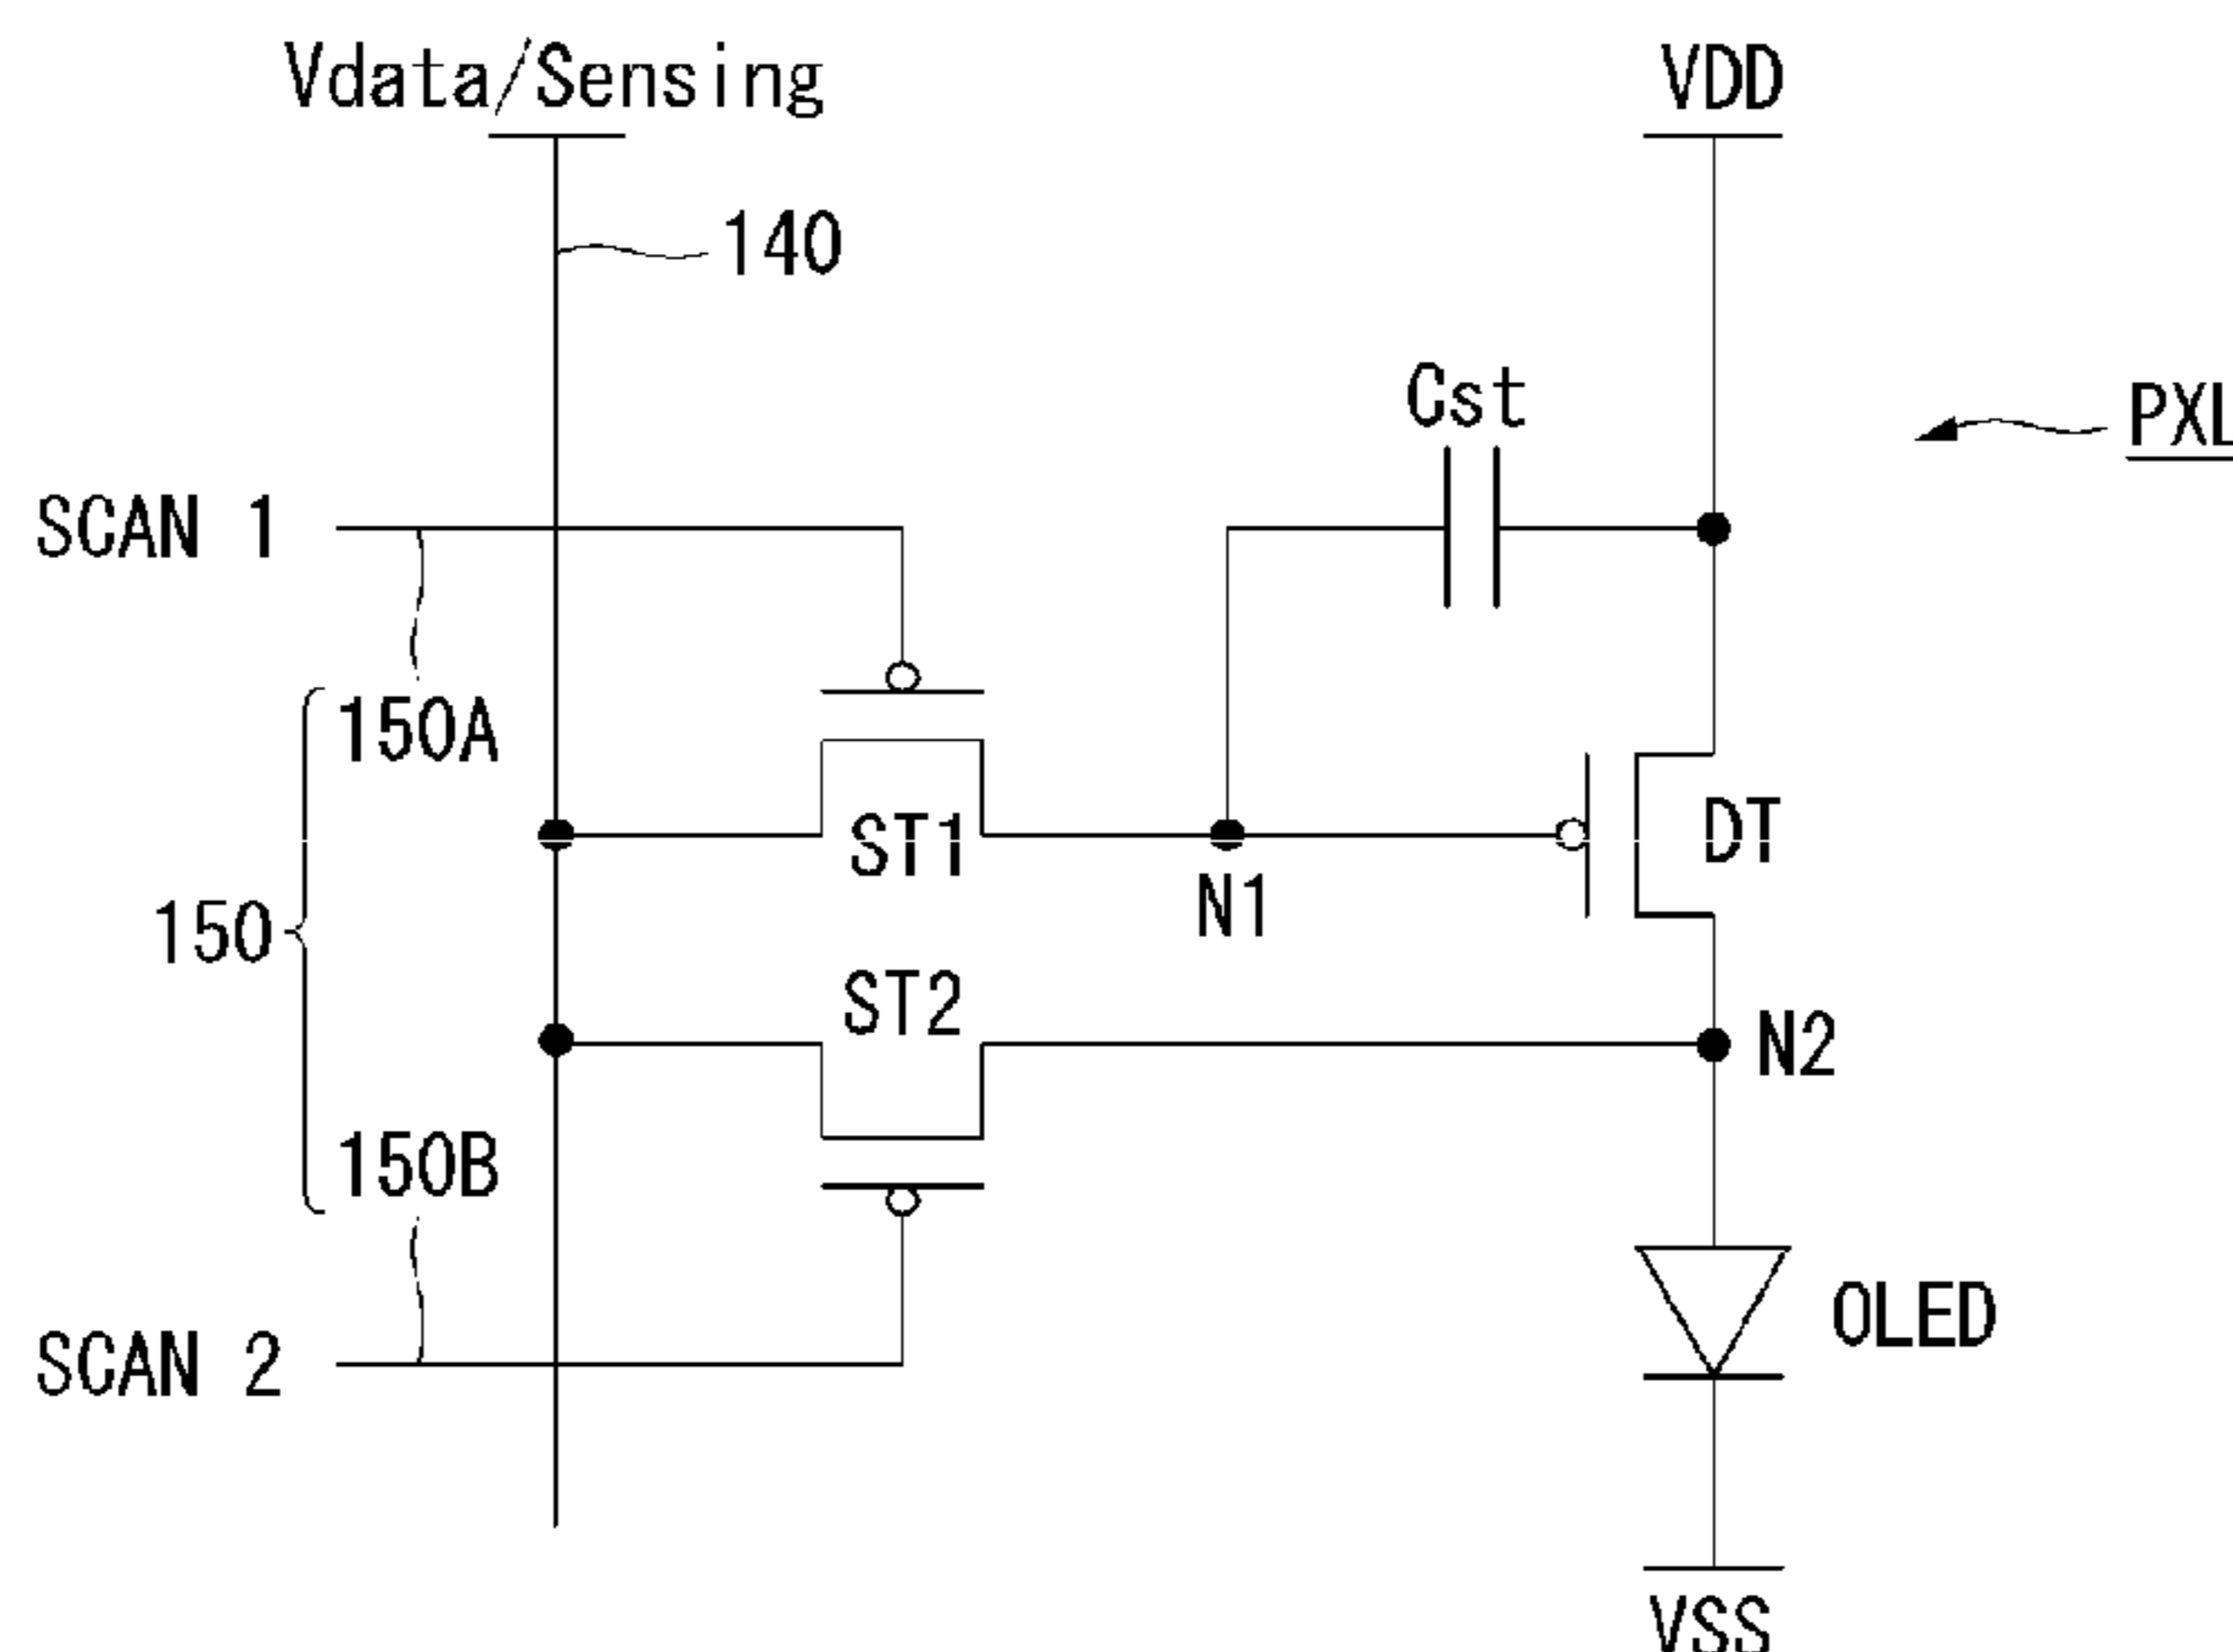 Vdata/Sensing
VDD
140
Cst
PXL
SCAN 1
150A
ST1
DT
N1
150
ST2
N2
150B
OLED
SCAN 2
VSS